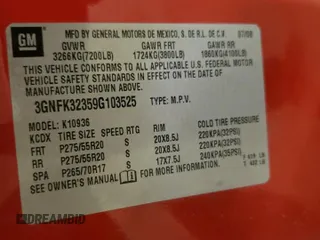 GM
MFD BY GENERAL MOTORS DE MEXICO, S. DE R.L. DE C.V. 07/08
GVWR GAWR FRT GAWR RR
3266KG(7200LB) 1724KG(3800LB) 1860KG(4100LB)
THIS VEHICLE CONFORMS TO ALL APPLICABLE U.S. FEDERAL MOTOR
VEHICLE SAFETY STANDARDS IN EFFECT ON THE DATE OF
MANUFACTURE SHOWN ABOVE.
3GNFK32359G103525 TYPE: M.P.V.
MODEL: K10936
KCDX TIRE SIZE SPEED RTG RIM COLD TIRE PRESSURE
FRT P275/55R20 S 20X8.5J 220KPA(32PSI)
RR P275/55R20 S 20X8.5J 220KPA(32PSI)
SPA P265/70R17 S 17X7.5J 240KPA(35PSI)
SEE OWNER'S MANUAL FOR MORE INFORMATION.
DREAMBID